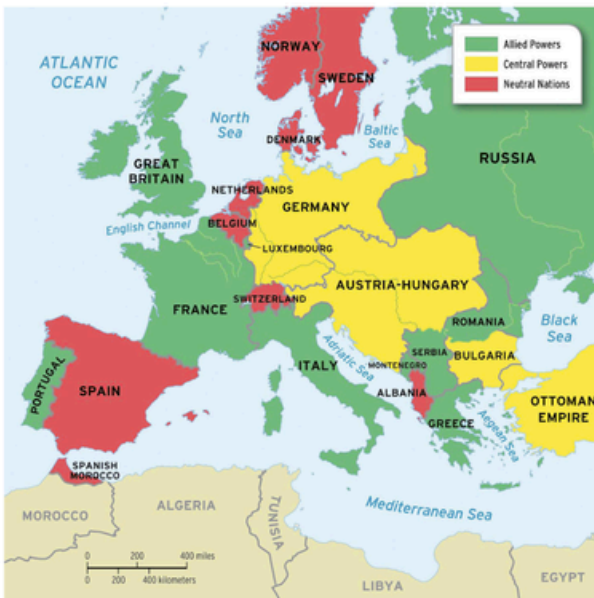 NORWAY
Allied Powers
Central Powers
Neutral Nations
ATLANTIC
OCEAN
SWEDEN
North
Sea
DENMARK
Baltic
Sea
RUSSIA
GREAT
BRITAIN
NETHERLANDS
GERMANY
BELGIUM
English Channel
LUXEMBOURG
AUSTRIA-HUNGARY
FRANCE
SWITZERLAND
ROMANIA
Black
Sea
ITALY
Adriatic Sea
SERBIA
BULGARIA
MONTENEGRO
PORTUGAL
SPAIN
ALBANIA
OTTOMAN
EMPIRE
GREECE
Aegean Sea
SPANISH
MOROCCO
MOROCCO
ALGERIA
TUNISIA
Mediterranean Sea
0 200 400 miles
0 200 400 kilometers
LIBYA
EGYPT